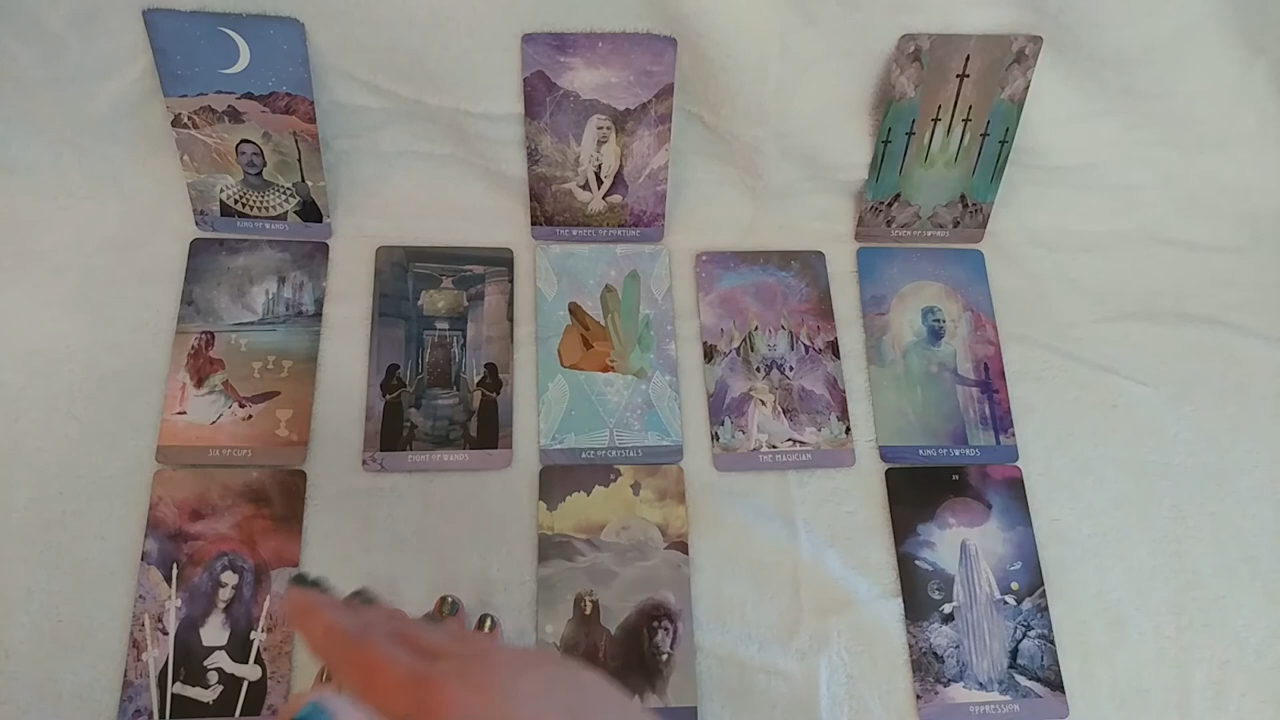 KING OF WANDS
THE WHEEL OF FORTUNE
SEVEN OF SWORDS
SIX OF CUPS
EIGHT OF WANDS
ACE OF CRYSTALS
THE MAGICIAN
KING OF SWORDS
XI
XV
OPPRESSION